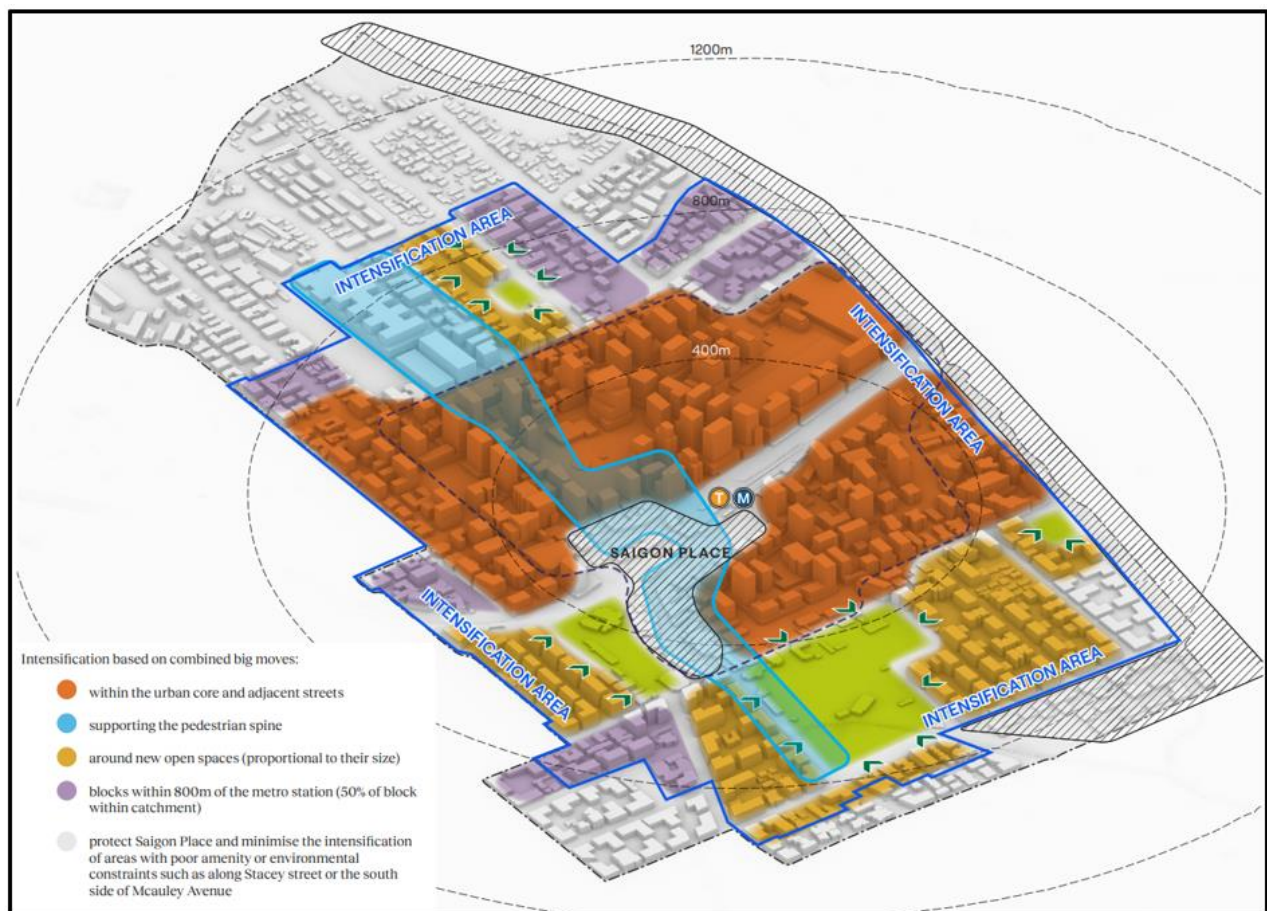 1200m
800m
INTENSIFICATION AREA
INTENSIFICATION AREA
400m
T M
SAIGON PLACE
INTENSIFICATION AREA
INTENSIFICATION AREA
Intensification based on combined big moves:
within the urban core and adjacent streets
supporting the pedestrian spine
around new open spaces (proportional to their size)
blocks within 800m of the metro station (50% of block
within catchment)
protect Saigon Place and minimise the intensification
of areas with poor amenity or environmental
constraints such as along Stacey street or the south
side of Mcauley Avenue